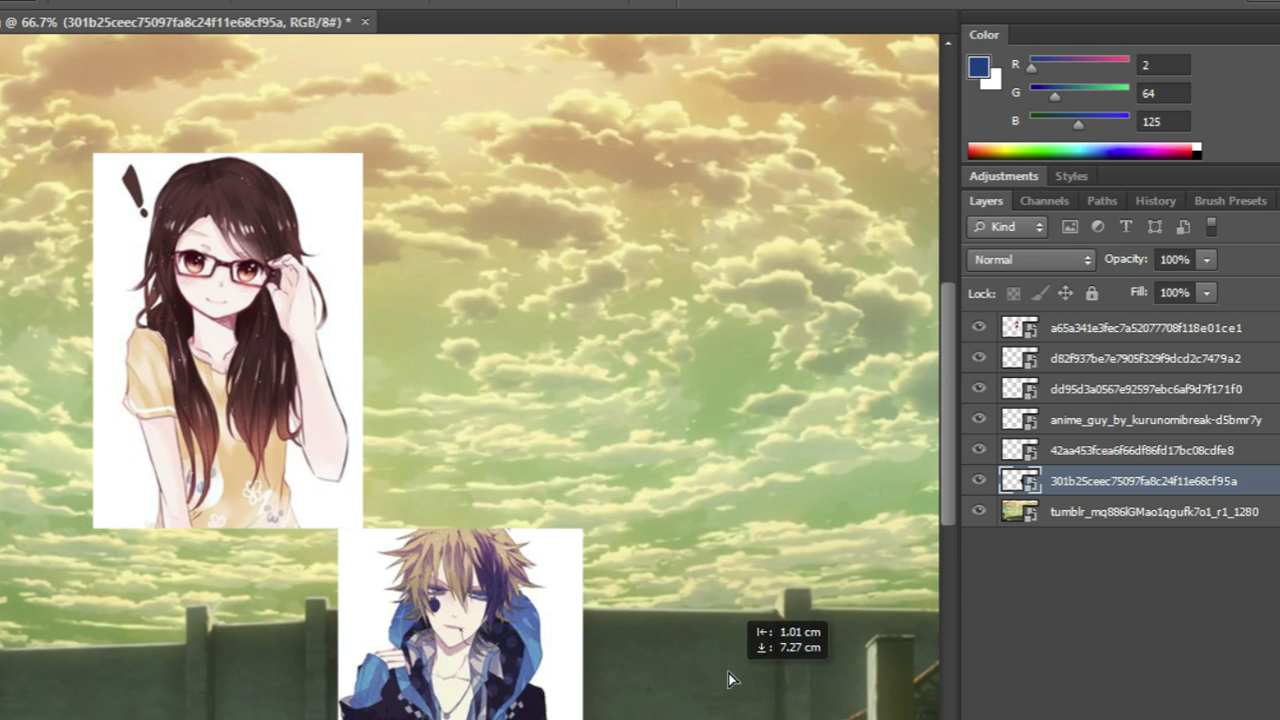 @ 66.7% (301b25ceec75097fa8c24f11e68cf95a, RGB/8#) * ×
Color
R 2
G 64
B 125
Adjustments Styles
Layers Channels Paths History Brush Presets
Kind T
Normal Opacity: 100%
Lock: Fill: 100%
a65a341e3fec7a52077708f118e01ce1
d82f937be7e7905f329f9dcd2c7479a2
dd95d3a0567e92597ebc6af9d7f171f0
anime_guy_by_kurunomibreak-d5bmr7y
42aa453fcea6f66df86fd17bc08cdfe8
301b25ceec75097fa8c24f11e68cf95a
tumblr_mq886lGMao1qgufk7o1_r1_1280
!
: 1.01 cm
: 7.27 cm